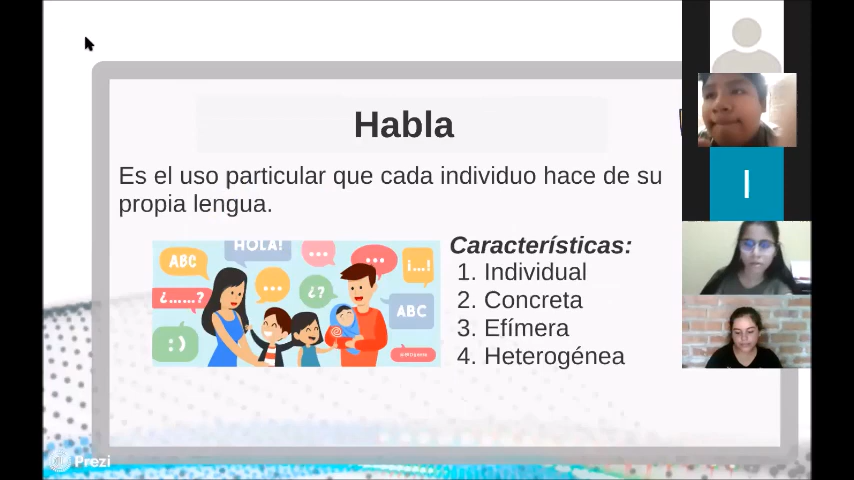 Habla
Es el uso particular que cada individuo hace de su
propia lengua.
Características:
1. Individual
2. Concreta
3. Efímera
4. Heterogénea
HOLA!
ABC
...
...
¡...!
¿......?
...
¿?
ABC
:)
I
Prezi